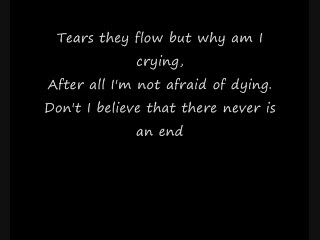 Tears they flow but why am I
crying,
After all I'm not afraid of dying.
Don't I believe that there never is
an end